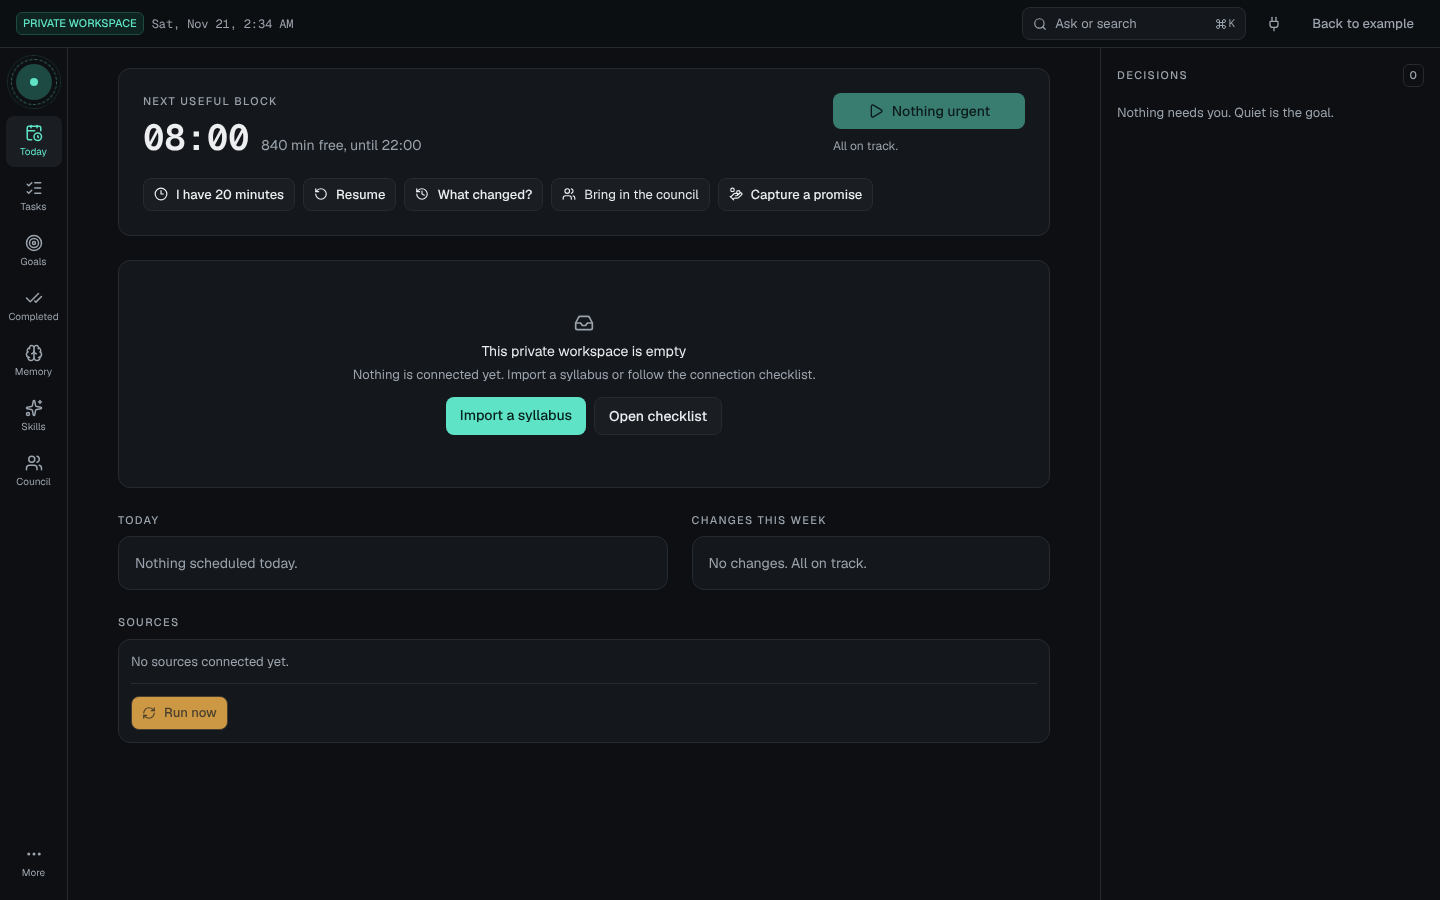 PRIVATE WORKSPACE
Sat, Nov 21, 2:34 AM
Ask or search
⌘K
Back to example
Today
Tasks
Goals
Completed
Memory
Skills
Council
More
NEXT USEFUL BLOCK
08:00 840 min free, until 22:00
Nothing urgent
All on track.
I have 20 minutes
Resume
What changed?
Bring in the council
Capture a promise
This private workspace is empty
Nothing is connected yet. Import a syllabus or follow the connection checklist.
Import a syllabus
Open checklist
TODAY
Nothing scheduled today.
CHANGES THIS WEEK
No changes. All on track.
SOURCES
No sources connected yet.
Run now
DECISIONS
0
Nothing needs you. Quiet is the goal.